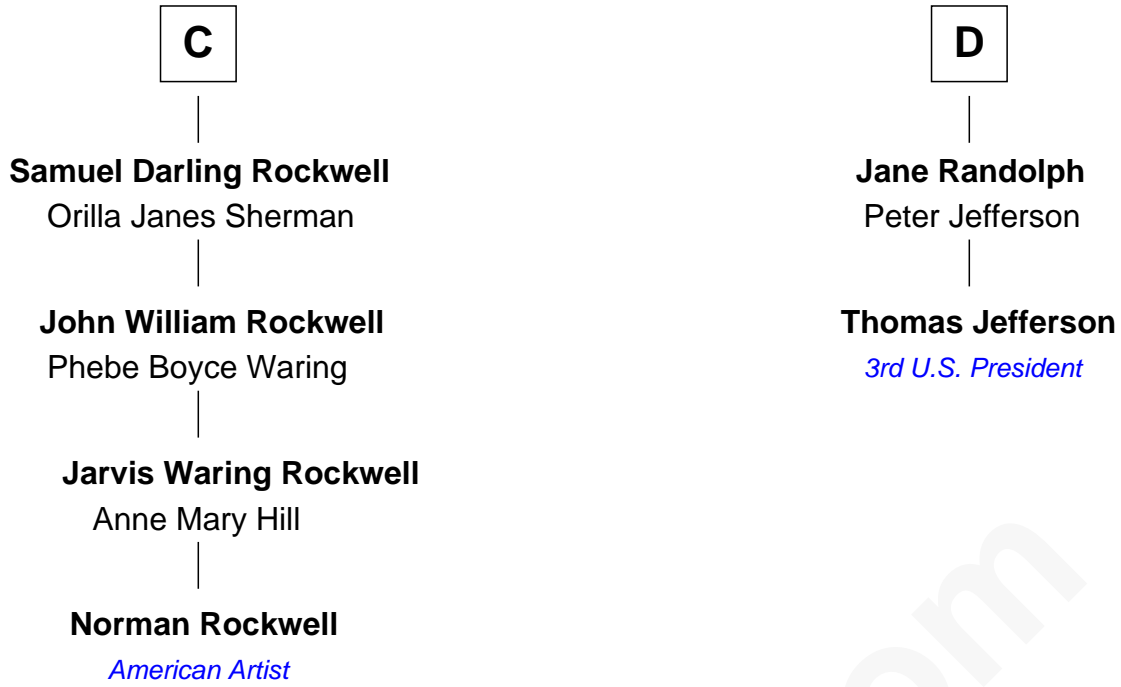 C
Samuel Darling Rockwell
Orilla Janes Sherman
John William Rockwell
Phebe Boyce Waring
Jarvis Waring Rockwell
Anne Mary Hill
Norman Rockwell
American Artist
D
Jane Randolph
Peter Jefferson
Thomas Jefferson
3rd U.S. President
om